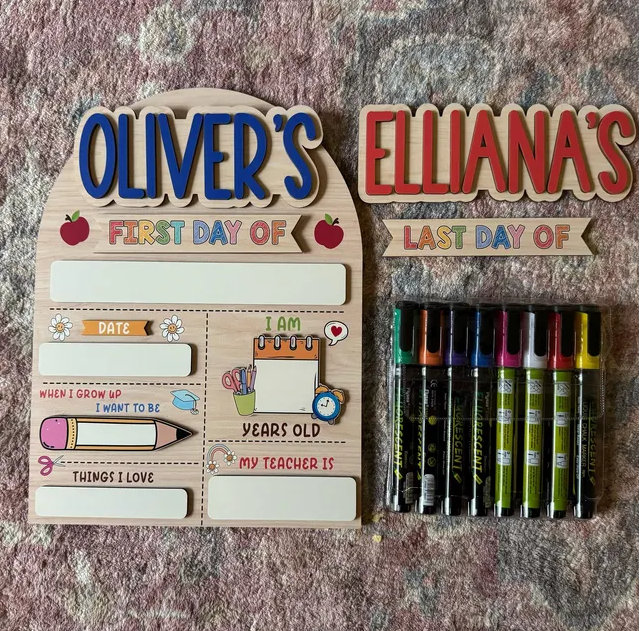 OLIVER'S
FIRST DAY OF
DATE
WHEN I GROW UP
I WANT TO BE
THINGS I LOVE
I AM
YEARS OLD
MY TEACHER IS
ELLIANA'S
LAST DAY OF